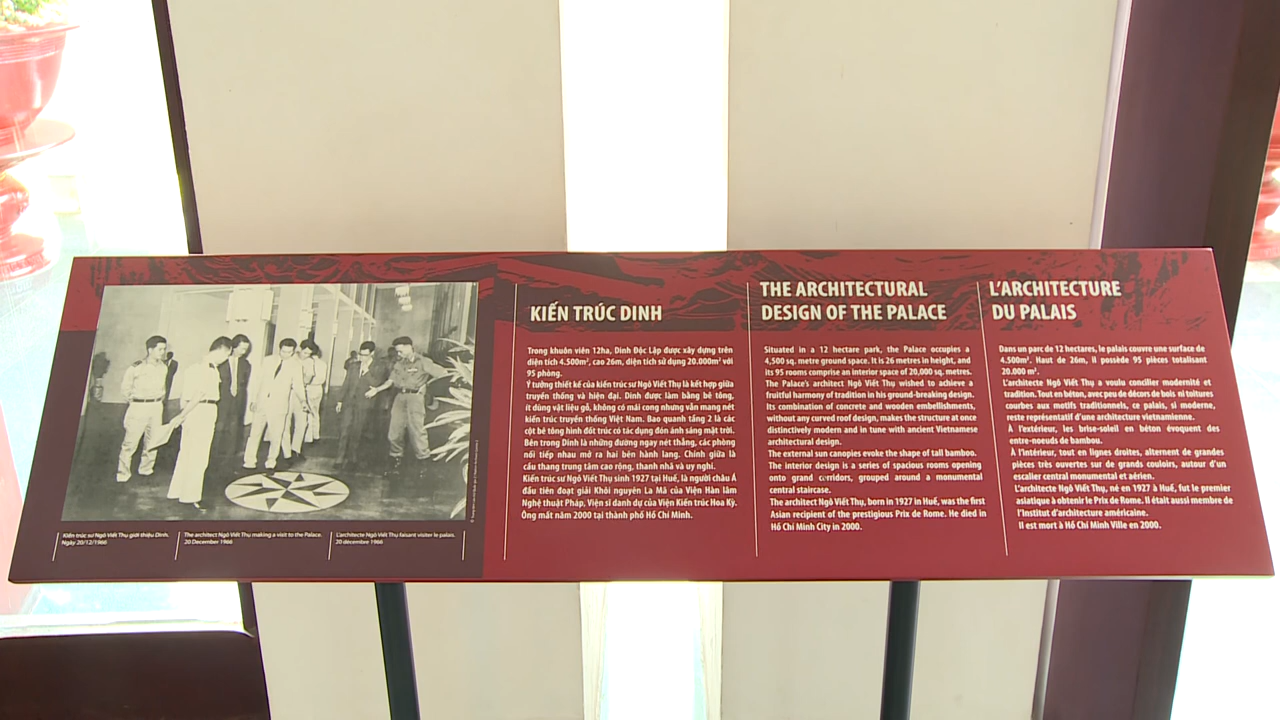 KIẾN TRÚC DINH
Trong khuôn viên 12ha, Dinh Độc Lập được xây dựng trên
diện tích 4.500m², cao 26m, diện tích sử dụng 20.000m² với
95 phòng.
Ý tưởng thiết kế của kiến trúc sư Ngô Viết Thụ là kết hợp giữa
truyền thống và hiện đại. Dinh được làm bằng bê tông,
ít dùng vật liệu gỗ, không có mái cong nhưng vẫn mang nét
kiến trúc truyền thống Việt Nam. Bao quanh tầng 2 là các
cột bê tông hình đốt trúc có tác dụng đón ánh sáng mặt trời.
Bên trong Dinh là những đường ngay nét thẳng, các phòng
nối tiếp nhau mở ra hai bên hành lang. Chính giữa là
cầu thang trung tâm cao rộng, thanh nhã và uy nghi.
Kiến trúc sư Ngô Viết Thụ sinh 1927 tại Huế, là người châu Á
đầu tiên đoạt giải Khôi nguyên La Mã của Viện Hàn lâm
Nghệ thuật Pháp, Viện sĩ danh dự của Viện Kiến trúc Hoa Kỳ.
Ông mất năm 2000 tại thành phố Hồ Chí Minh.
THE ARCHITECTURAL
DESIGN OF THE PALACE
Situated in a 12 hectare park, the Palace occupies a
4,500 sq. metre ground space. It is 26 metres in height, and
its 95 rooms comprise an interior space of 20,000 sq. metres.
The Palace's architect Ngô Viết Thụ wished to achieve a
fruitful harmony of tradition in his ground-breaking design.
Its combination of concrete and wooden embellishments,
without any curved roof design, makes the structure at once
distinctively modern and in tune with ancient Vietnamese
architectural design.
The external sun canopies evoke the shape of tall bamboo.
The interior design is a series of spacious rooms opening
onto grand corridors, grouped around a monumental
central staircase.
The architect Ngô Viết Thụ, born in 1927 in Huế, was the first
Asian recipient of the prestigious Prix de Rome. He died in
Hồ Chí Minh City in 2000.
L'ARCHITECTURE
DU PALAIS
Dans un parc de 12 hectares, le palais couvre une surface de
4.500m². Haut de 26m, il possède 95 pièces totalisant
20.000 m².
L'architecte Ngô Viết Thụ a voulu concilier modernité et
tradition. Tout en béton, avec peu de décors de bois ni toitures
courbes aux motifs traditionnels, ce palais, si moderne,
reste représentatif d'une architecture vietnamienne.
À l'extérieur, les brise-soleil en béton évoquent des
entre-noeuds de bambou.
À l'intérieur, tout en lignes droites, alternent de grandes
pièces très ouvertes sur de grands couloirs, autour d'un
escalier central monumental et aérien.
L'architecte Ngô Viết Thụ, né en 1927 à Huế, fut le premier
asiatique à obtenir le Prix de Rome. Il était aussi membre de
l'Institut d'architecture américaine.
Il est mort à Hồ Chí Minh Ville en 2000.
Kiến trúc sư Ngô Viết Thụ giới thiệu Dinh.
Ngày 20/12/1966
The architect Ngô Viết Thụ making a visit to the Palace.
20 December 1966
L'architecte Ngô Viết Thụ faisant visiter le palais.
20 décembre 1966